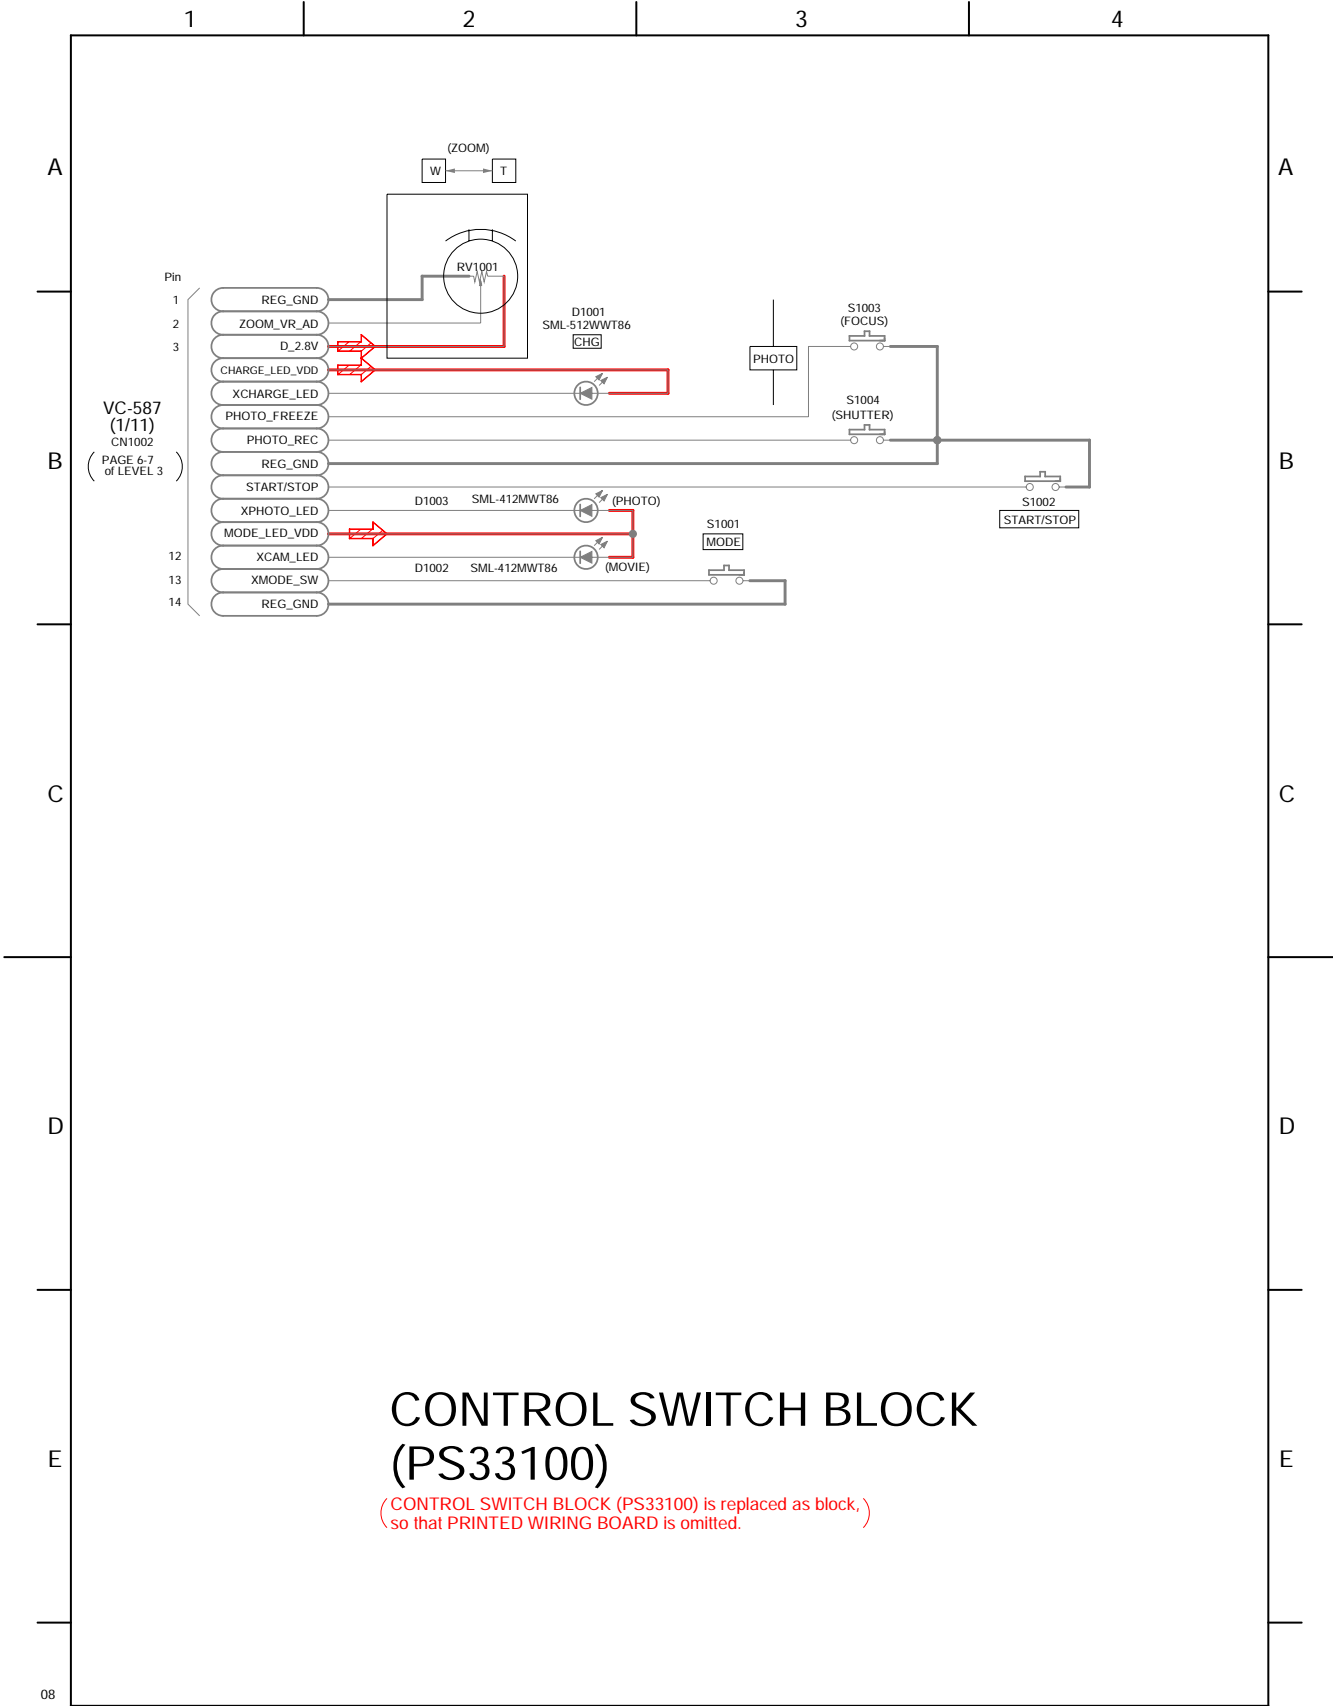 1 2 3 4
(ZOOM)
A W T A
RV1001
Pin
1 REG_GND
2 ZOOM_VR_AD
3 D_2.8V
CHARGE_LED_VDD
XCHARGE_LED
PHOTO_FREEZE
PHOTO_REC
REG_GND
START/STOP
XPHOTO_LED
MODE_LED_VDD
12 XCAM_LED
13 XMODE_SW
14 REG_GND
VC-587
(1/11)
CN1002
PAGE 6-7
of LEVEL 3
B B
D1001
SML-512WWT86
CHG
PHOTO
S1003
(FOCUS)
S1004
(SHUTTER)
S1002
START/STOP
D1003 SML-412MWT86 (PHOTO)
S1001
MODE
D1002 SML-412MWT86 (MOVIE)
C C
D D
CONTROL SWITCH BLOCK
E (PS33100) E
(CONTROL SWITCH BLOCK (PS33100) is replaced as block,
so that PRINTED WIRING BOARD is omitted.)
08